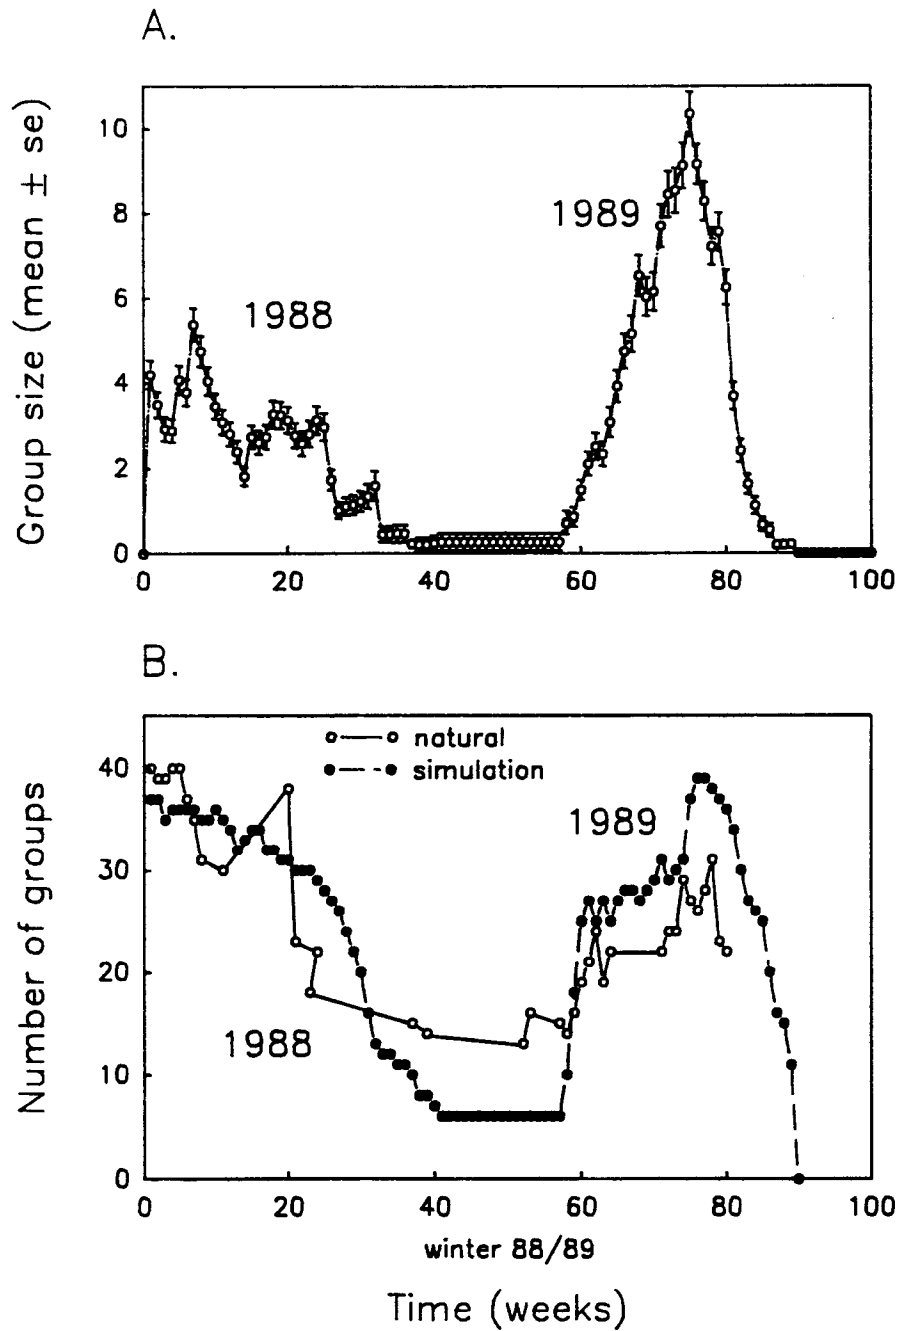 A.
Group size (mean ± se)
10
8
6
4
2
0
1988
1989
0 20 40 60 80 100
B.
Number of groups
40
30
20
10
0
natural
simulation
1989
1988
0 20 40 60 80 100
winter 88/89
Time (weeks)